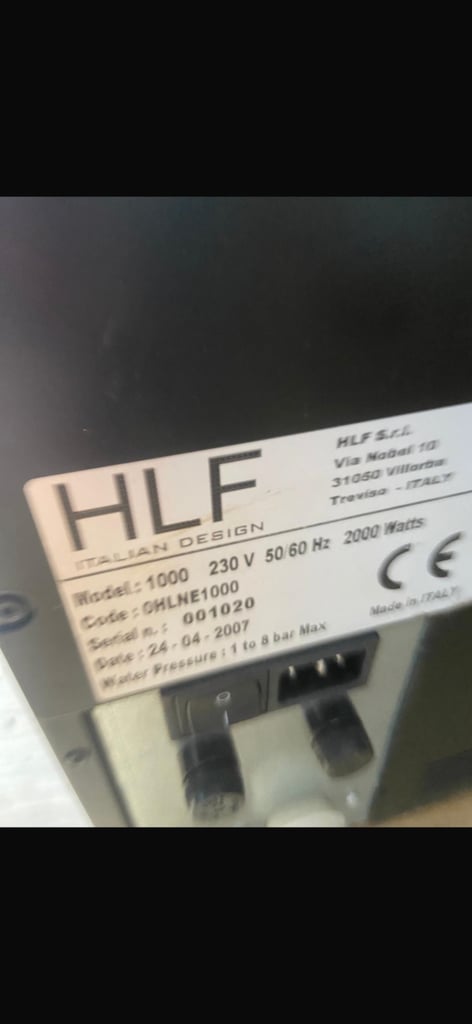 HLF
ITALIAN DESIGN
HLF S.r.l.
Via Nobel 10
31050 Villorba
Treviso - ITALY
Model : 1000 230 V 50/60 Hz 2000 Watts
Code : OHLNE1000
Serial n. : 001020
Date : 24 - 04 - 2007
Water Pressure : 1 to 8 bar Max
CE
Made in ITALY